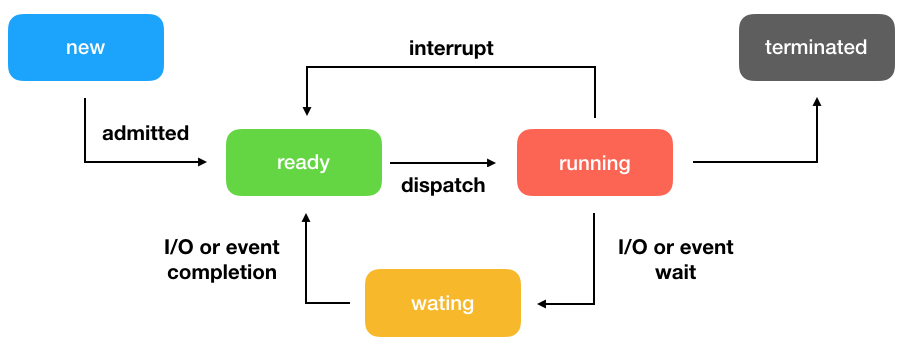 new
terminated
interrupt
admitted
ready
running
dispatch
I/O or event
completion
I/O or event
wait
wating